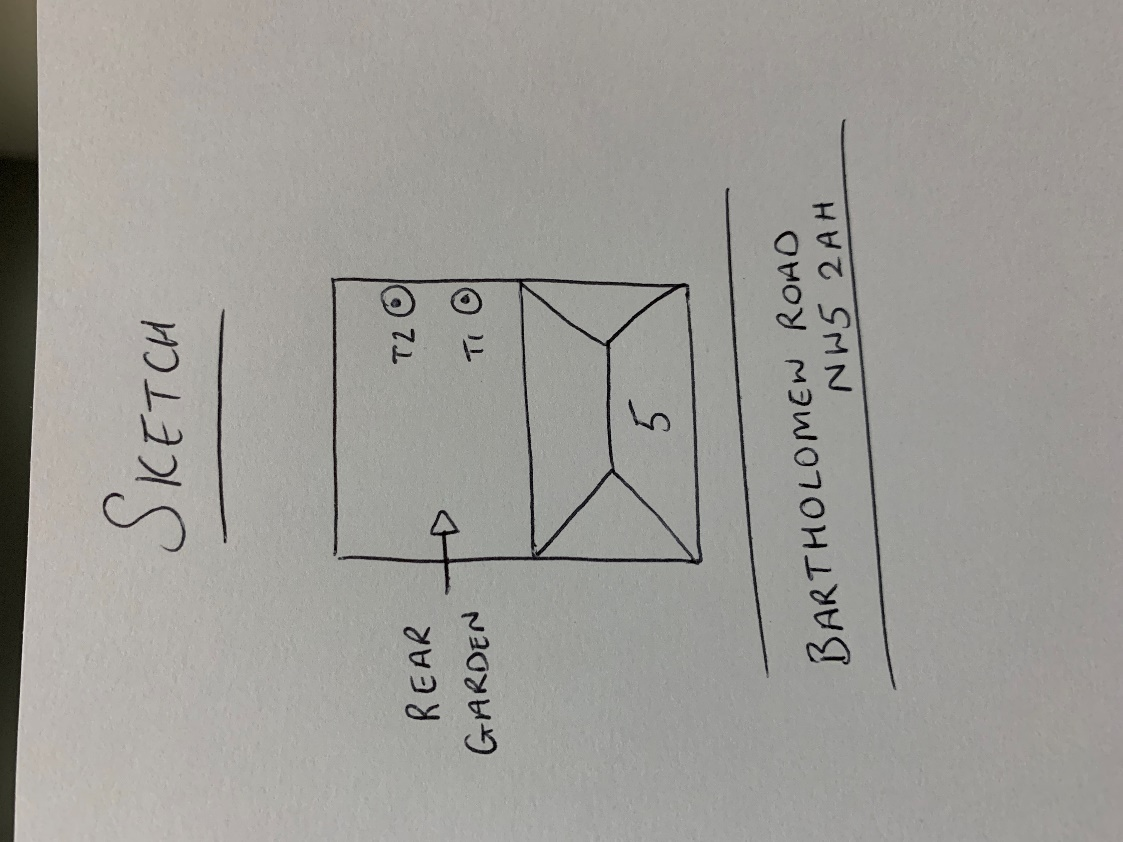 SKETCH
REAR
GARDEN
T2
T1
5
BARTHOLOMEW ROAD
NW5 2AH